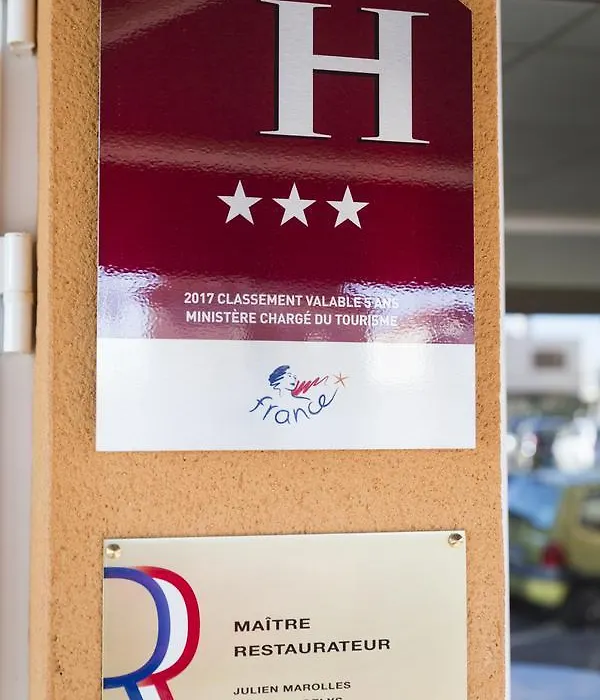 H
2017 CLASSEMENT VALABLE 5 ANS
MINISTÈRE CHARGÉ DU TOURISME
france
R
MAÎTRE
RESTAURATEUR
JULIEN MAROLLES